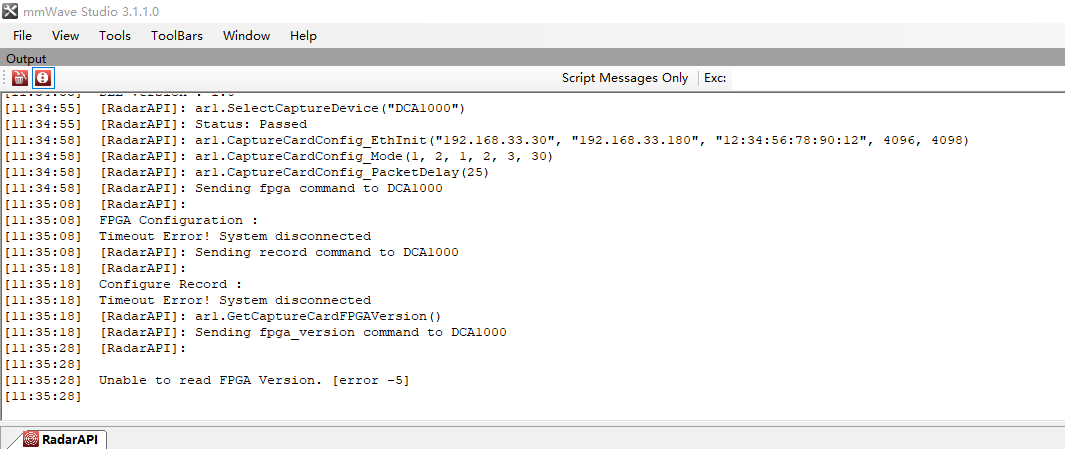 mmWave Studio 3.1.1.0
File View Tools ToolBars Window Help
Output
Script Messages Only Exc:
[11:34:55] [RadarAPI]: ar1.SelectCaptureDevice("DCA1000")
[11:34:55] [RadarAPI]: Status: Passed
[11:34:58] [RadarAPI]: ar1.CaptureCardConfig_EthInit("192.168.33.30", "192.168.33.180", "12:34:56:78:90:12", 4096, 4098)
[11:34:58] [RadarAPI]: ar1.CaptureCardConfig_Mode(1, 2, 1, 2, 3, 30)
[11:34:58] [RadarAPI]: ar1.CaptureCardConfig_PacketDelay(25)
[11:34:58] [RadarAPI]: Sending fpga command to DCA1000
[11:35:08] [RadarAPI]:
[11:35:08] FPGA Configuration :
[11:35:08] Timeout Error! System disconnected
[11:35:08] [RadarAPI]: Sending record command to DCA1000
[11:35:18] [RadarAPI]:
[11:35:18] Configure Record :
[11:35:18] Timeout Error! System disconnected
[11:35:18] [RadarAPI]: ar1.GetCaptureCardFPGAVersion()
[11:35:18] [RadarAPI]: Sending fpga_version command to DCA1000
[11:35:28] [RadarAPI]:
[11:35:28]
[11:35:28] Unable to read FPGA Version. [error -5]
[11:35:28]
RadarAPI